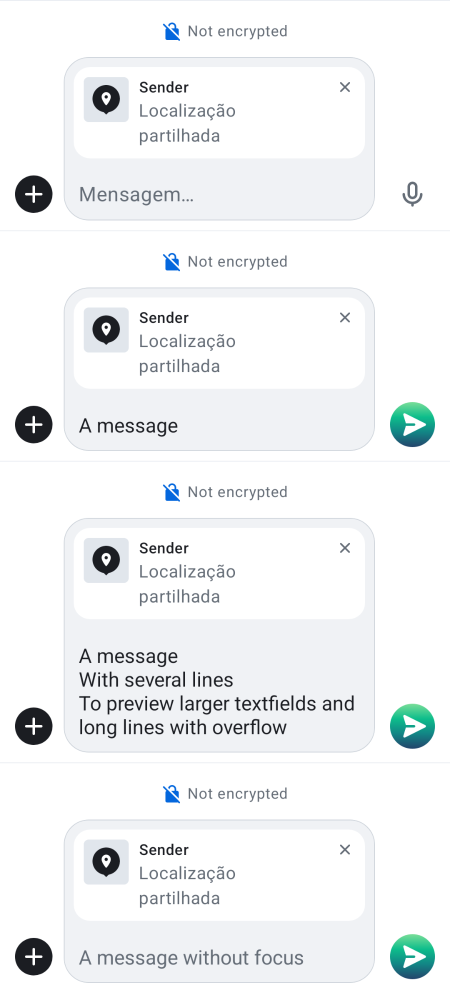 Not encrypted
Sender
Localização
partilhada
Mensagem…
Not encrypted
Sender
Localização
partilhada
A message
Not encrypted
Sender
Localização
partilhada
A message
With several lines
To preview larger textfields and
long lines with overflow
Not encrypted
Sender
Localização
partilhada
A message without focus